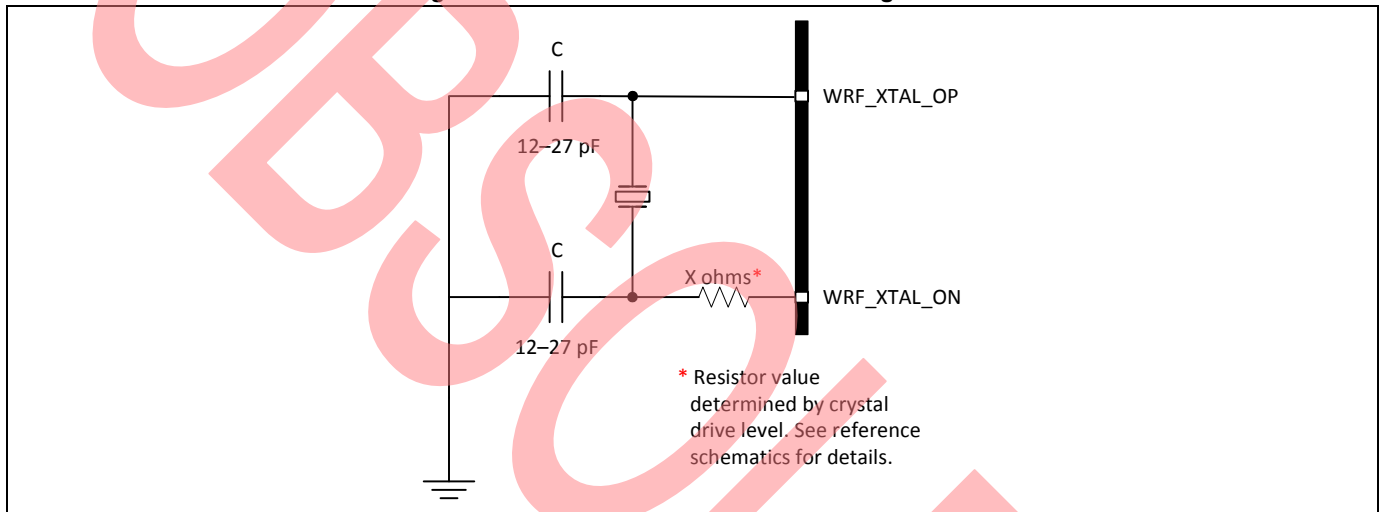 C
WRF_XTAL_OP
12–27 pF
C
X ohms*
WRF_XTAL_ON
12–27 pF
* Resistor value
determined by crystal
drive level. See reference
schematics for details.